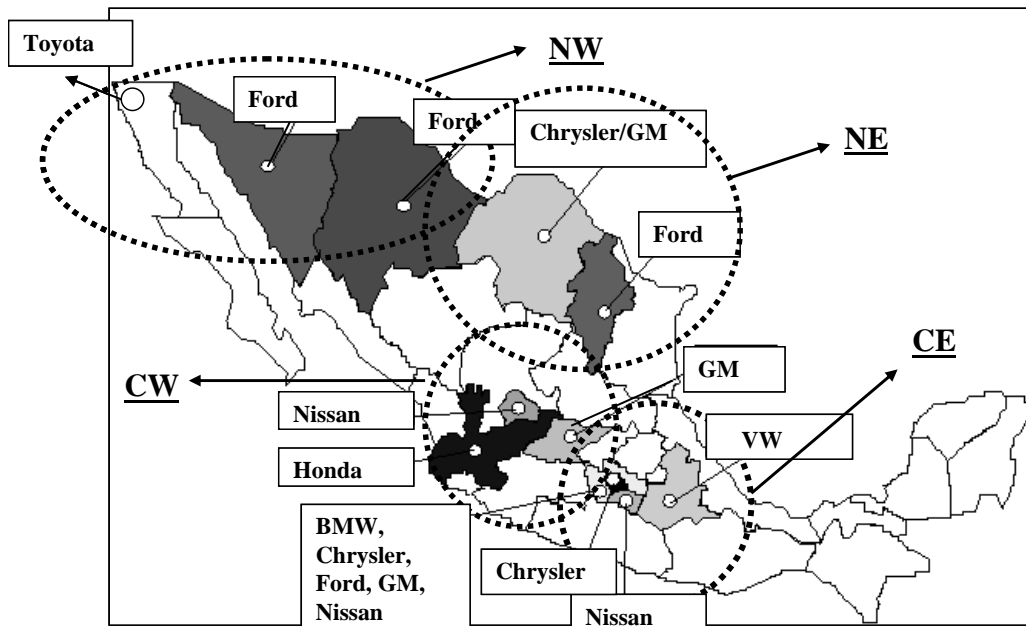 NW
Toyota
Ford
Ford
Chrysler/GM
NE
Ford
CE
GM
CW
Nissan
VW
Honda
BMW,
Chrysler,
Ford, GM,
Nissan
Chrysler
Nissan